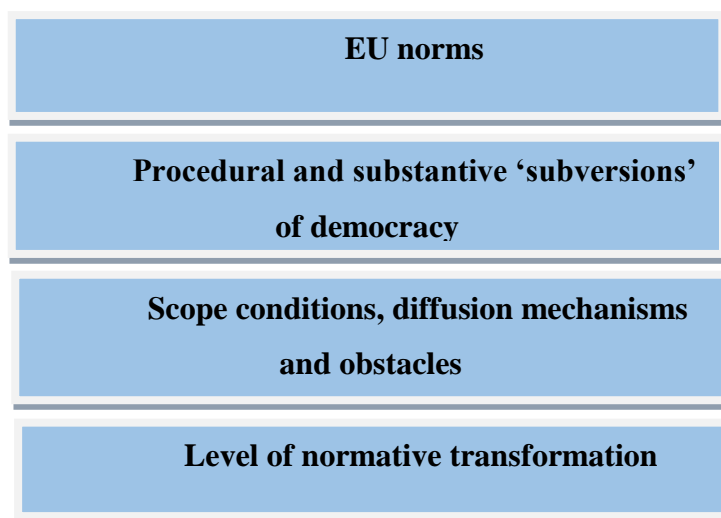 EU norms
Procedural and substantive ‘subversions’
of democracy
Scope conditions, diffusion mechanisms
and obstacles
Level of normative transformation